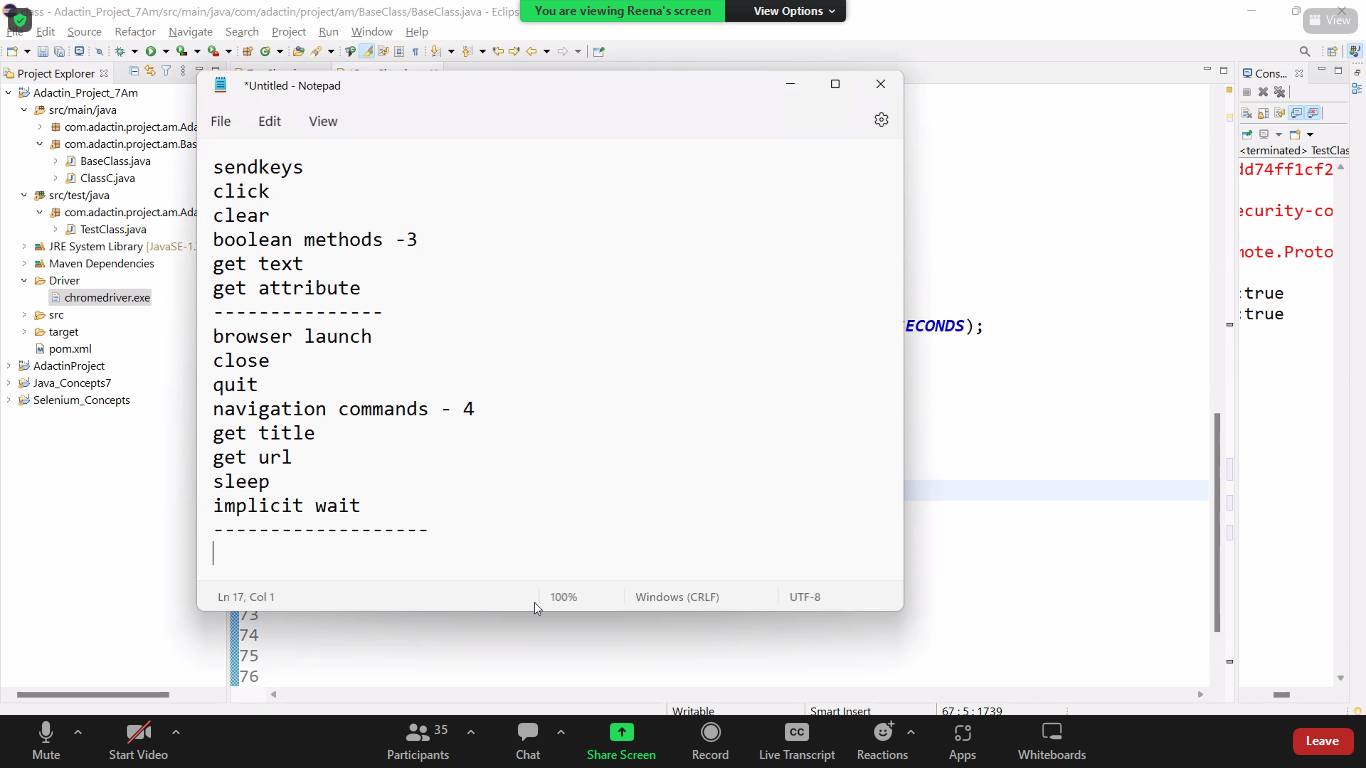 ass - Adactin_Project_7Am/src/main/java/com/adactin/project/am/BaseClass/BaseClass.java - Eclips
You are viewing Reena's screen
View Options
View
File Edit Source Refactor Navigate Search Project Run Window Help
Project Explorer
Adactin_Project_7Am
src/main/java
com.adactin.project.am.Ada
com.adactin.project.am.Bas
BaseClass.java
ClassC.java
src/test/java
com.adactin.project.am.Ada
TestClass.java
JRE System Library [JavaSE-1.
Maven Dependencies
Driver
chromedriver.exe
src
target
pom.xml
AdactinProject
Java_Concepts7
Selenium_Concepts
*Untitled - Notepad
File Edit View
sendkeys
click
clear
boolean methods -3
get text
get attribute
---------------
browser launch
close
quit
navigation commands - 4
get title
get url
sleep
implicit wait
-------------------
Ln 17, Col 1
100%
Windows (CRLF)
UTF-8
ECONDS);
73
74
75
76
Cons...
<terminated> TestClas
dd74ff1cf2
ecurity-co
mote.Proto
:true
:true
Writable
Smart Insert
67 : 5 : 1739
Mute
Start Video
35
Participants
Chat
Share Screen
Record
CC
Live Transcript
Reactions
Apps
Whiteboards
Leave